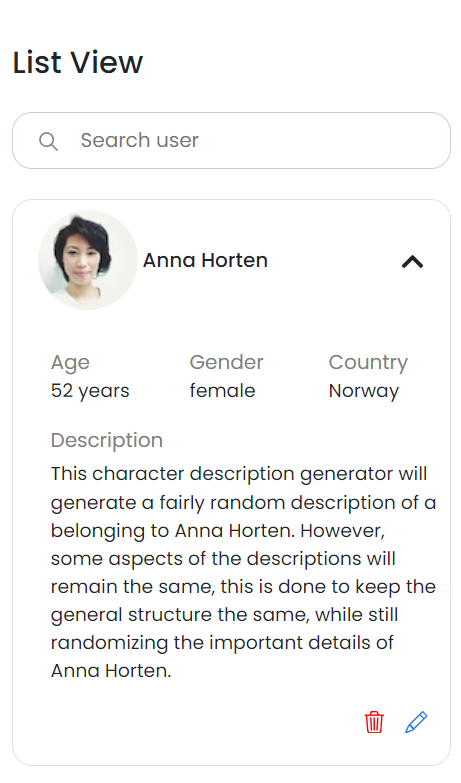 List View
Search user
Anna Horten
Age Gender Country
52 years female Norway
Description
This character description generator will
generate a fairly random description of a
belonging to Anna Horten. However,
some aspects of the descriptions will
remain the same, this is done to keep the
general structure the same, while still
randomizing the important details of
Anna Horten.